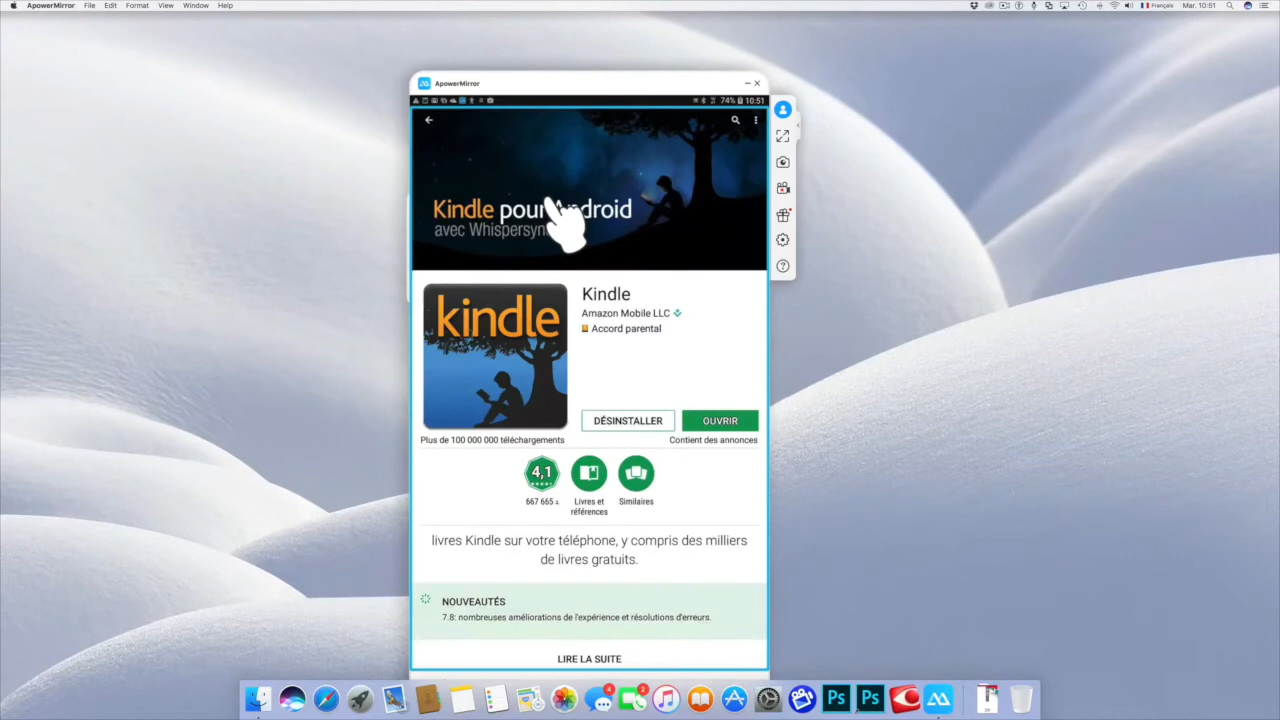 ApowerMirror File Edit Format View Window Help Français Mar. 10:51
ApowerMirror
74% 10:51
Kindle pour Android
avec Whispersyn
kindle
Kindle
Amazon Mobile LLC
Accord parental
DÉSINSTALLER OUVRIR
Plus de 100 000 000 téléchargements Contient des annonces
4,1
667 665
Livres et
références
Similaires
livres Kindle sur votre téléphone, y compris des milliers
de livres gratuits.
NOUVEAUTÉS
7.8: nombreuses améliorations de l'expérience et résolutions d'erreurs.
LIRE LA SUITE
4 2 Ps Ps